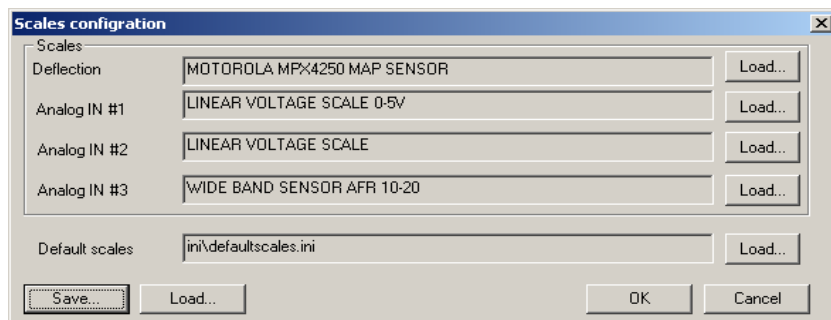 Scales configration
Scales
Deflection MOTOROLA MPX4250 MAP SENSOR Load...
Analog IN #1 LINEAR VOLTAGE SCALE 0-5V Load...
Analog IN #2 LINEAR VOLTAGE SCALE Load...
Analog IN #3 WIDE BAND SENSOR AFR 10-20 Load...
Default scales ini\defaultscales.ini Load...
Save... Load... OK Cancel